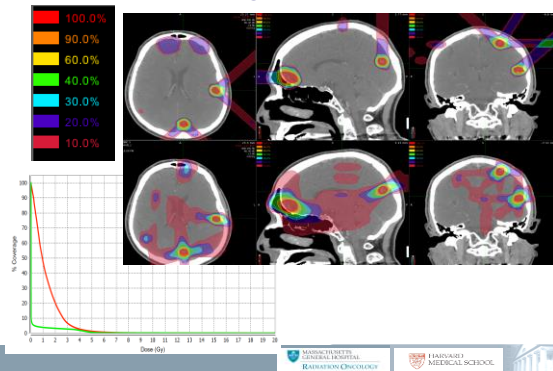 100.0%
90.0%
60.0%
40.0%
30.0%
20.0%
10.0%
100
90
80
70
60
50
40
30
20
10
0
% Coverage
0 1 2 3 4 5 6 7 8 9 10 11 12 13 14 15 16 17 18 19 20
Dose (Gy)
MASSACHUSETTS
GENERAL HOSPITAL
RADIATION ONCOLOGY
HARVARD
MEDICAL SCHOOL